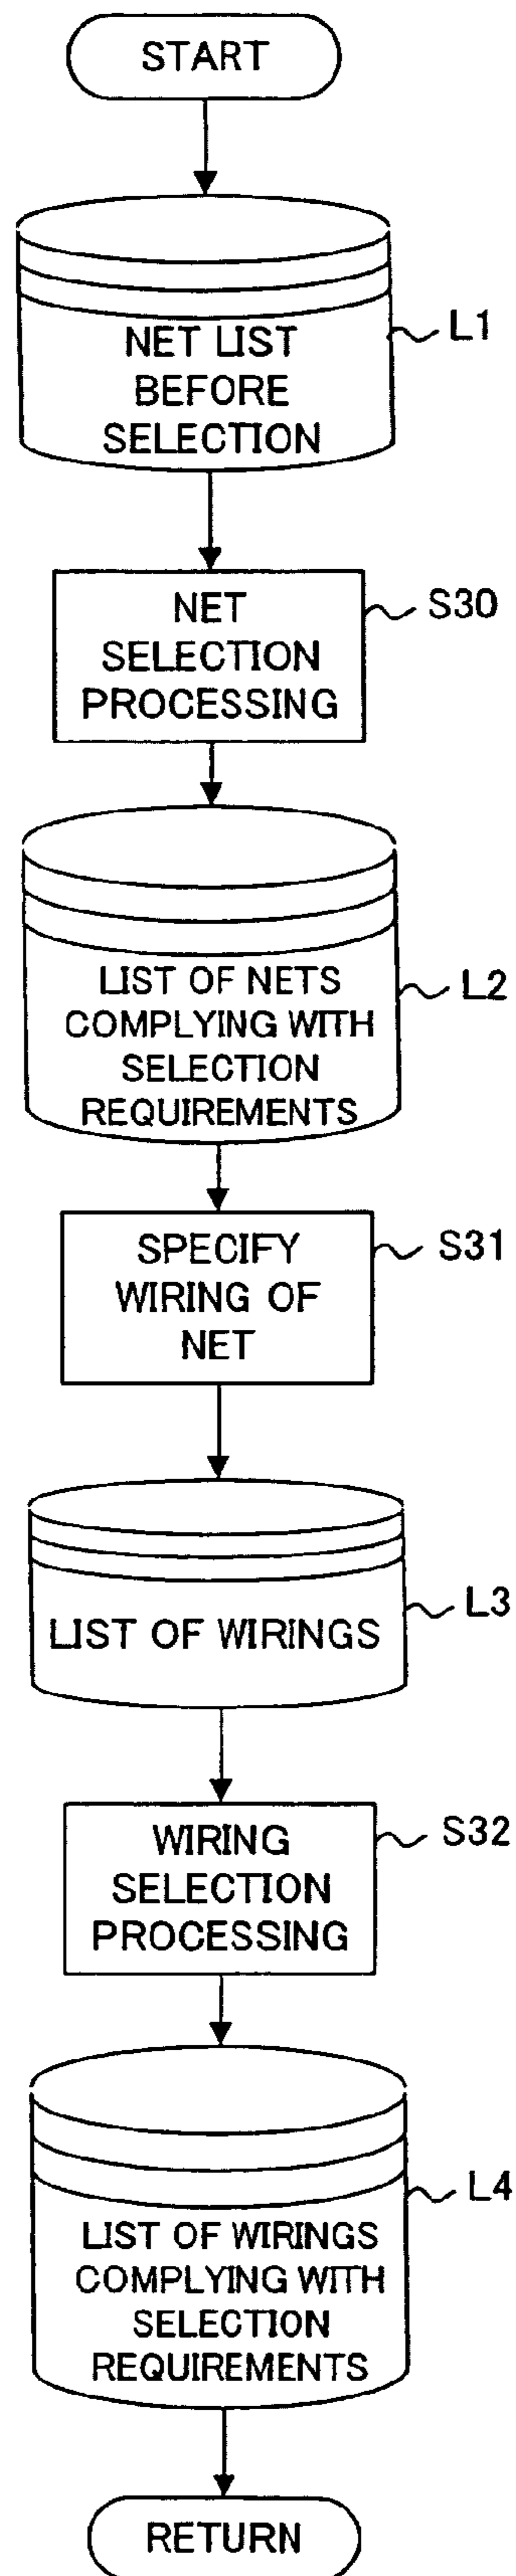 START
NET LIST
BEFORE
SELECTION
L1
NET
SELECTION
PROCESSING
S30
LIST OF NETS
COMPLYING WITH
SELECTION
REQUIREMENTS
L2
SPECIFY
WIRING OF
NET
S31
LIST OF WIRINGS
L3
WIRING
SELECTION
PROCESSING
S32
LIST OF WIRINGS
COMPLYING WITH
SELECTION
REQUIREMENTS
L4
RETURN